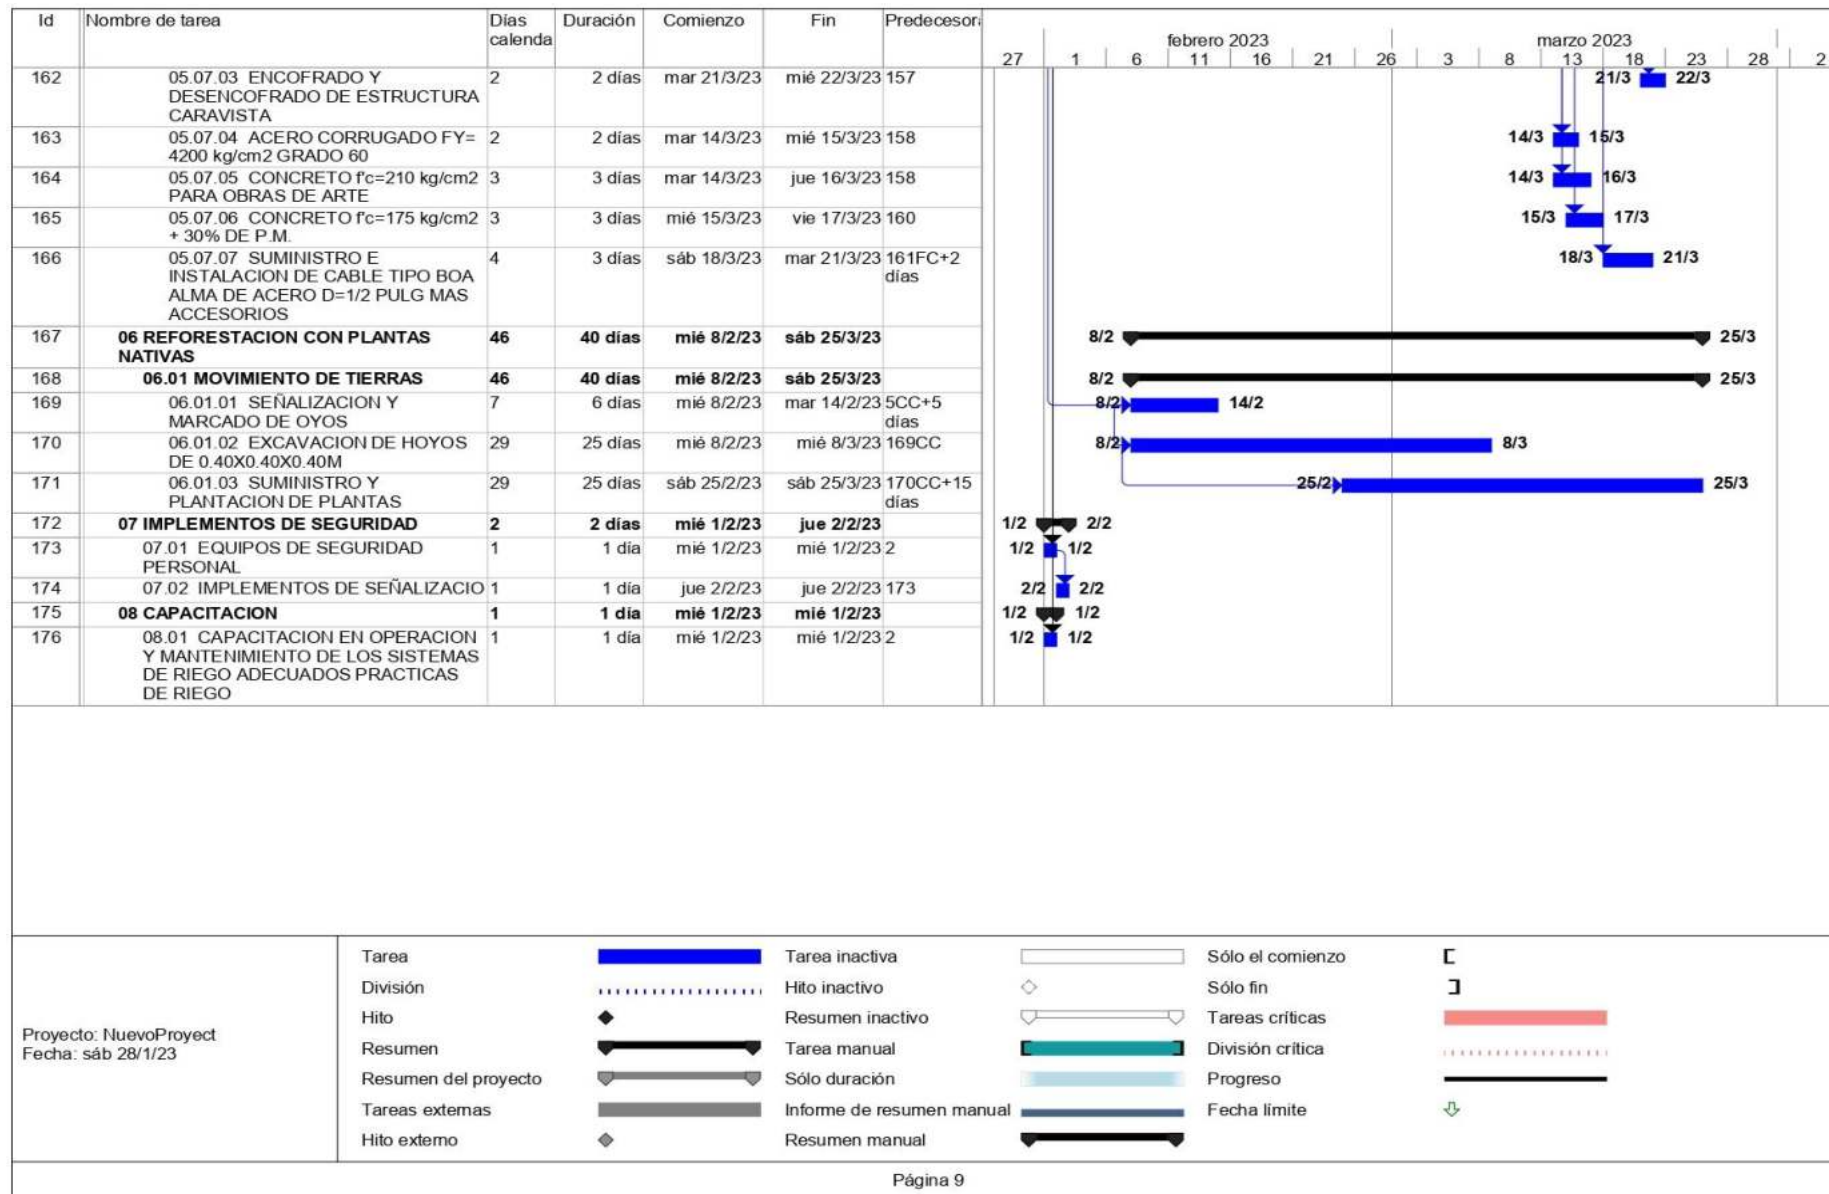 Id Nombre de tarea Días Duración Comienzo Fin Predecesor
calenda
febrero 2023 marzo 2023
27 1 6 11 16 21 26 3 8 13 18 23 28 2
162 05.07.03 ENCOFRADO Y 2 2 días mar 21/3/23 mié 22/3/23 157 21/3 22/3
DESENCOFRADO DE ESTRUCTURA
CARAVISTA
163 05.07.04 ACERO CORRUGADO FY= 2 2 días mar 14/3/23 mié 15/3/23 158 14/3 15/3
4200 kg/cm2 GRADO 60
164 05.07.05 CONCRETO f'c=210 kg/cm2 3 3 días mar 14/3/23 jue 16/3/23 158 14/3 16/3
PARA OBRAS DE ARTE
165 05.07.06 CONCRETO f'c=175 kg/cm2 3 3 días mié 15/3/23 vie 17/3/23 160 15/3 17/3
+ 30% DE P.M.
166 05.07.07 SUMINISTRO E 4 3 días sáb 18/3/23 mar 21/3/23 161FC+2 18/3 21/3
INSTALACION DE CABLE TIPO BOA días
ALMA DE ACERO D=1/2 PULG MAS
ACCESORIOS
167 06 REFORESTACION CON PLANTAS 46 40 días mié 8/2/23 sáb 25/3/23 8/2 25/3
NATIVAS
168 06.01 MOVIMIENTO DE TIERRAS 46 40 días mié 8/2/23 sáb 25/3/23 8/2 25/3
169 06.01.01 SEÑALIZACION Y 7 6 días mié 8/2/23 mar 14/2/23 5CC+5 8/2 14/2
MARCADO DE OYOS días
170 06.01.02 EXCAVACION DE HOYOS 29 25 días mié 8/2/23 mié 8/3/23 169CC 8/2 8/3
DE 0.40X0.40X0.40M
171 06.01.03 SUMINISTRO Y 29 25 días sáb 25/2/23 sáb 25/3/23 170CC+15 25/2 25/3
PLANTACION DE PLANTAS días
172 07 IMPLEMENTOS DE SEGURIDAD 2 2 días mié 1/2/23 jue 2/2/23 1/2 2/2
173 07.01 EQUIPOS DE SEGURIDAD 1 1 día mié 1/2/23 mié 1/2/23 2 1/2 1/2
PERSONAL
174 07.02 IMPLEMENTOS DE SEÑALIZACIO 1 1 día jue 2/2/23 jue 2/2/23 173 2/2 2/2
175 08 CAPACITACION 1 1 día mié 1/2/23 mié 1/2/23 1/2 1/2
176 08.01 CAPACITACION EN OPERACION 1 1 día mié 1/2/23 mié 1/2/23 2 1/2 1/2
Y MANTENIMIENTO DE LOS SISTEMAS
DE RIEGO ADECUADOS PRACTICAS
DE RIEGO
Proyecto: NuevoProyect
Fecha: sáb 28/1/23
Tarea Tarea inactiva Sólo el comienzo
División Hito inactivo Sólo fin
Hito Resumen inactivo Tareas críticas
Resumen Tarea manual División crítica
Resumen del proyecto Sólo duración Progreso
Tareas externas Informe de resumen manual Fecha límite
Hito externo Resumen manual
Página 9